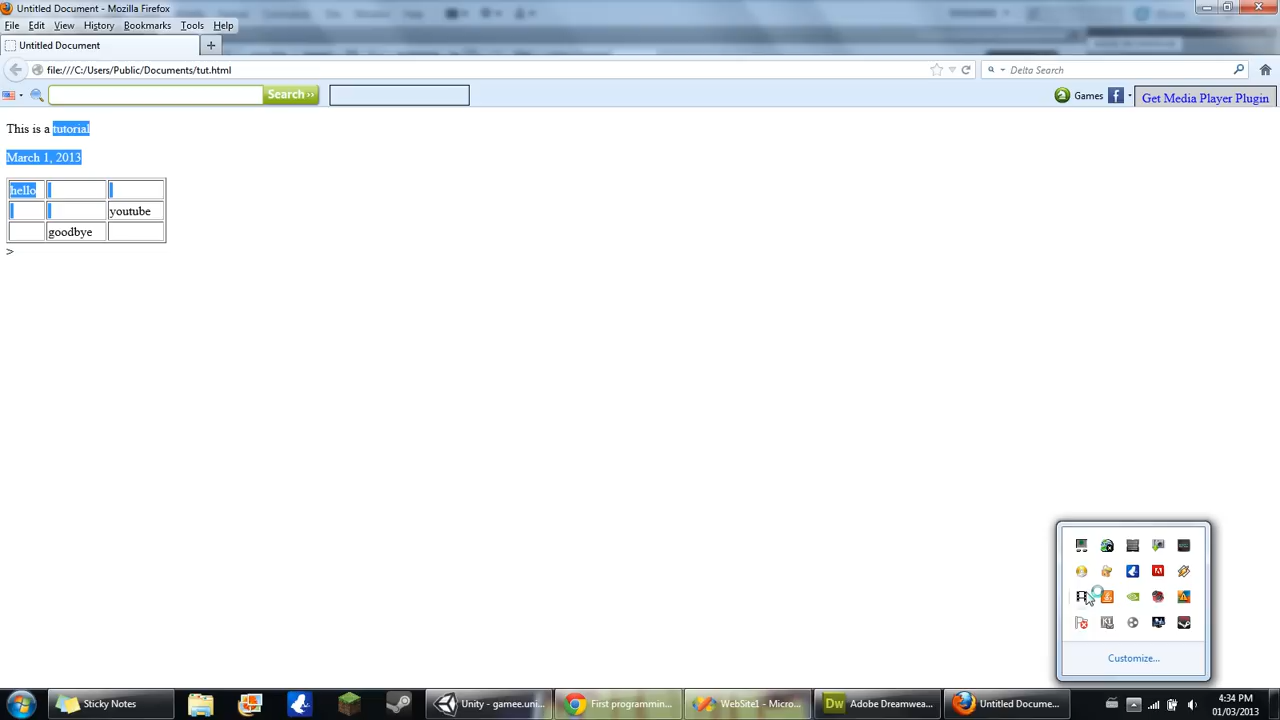 Untitled Document - Mozilla Firefox
File Edit View History Bookmarks Tools Help
Untitled Document +
file:///C:/Users/Public/Documents/tut.html Delta Search
Search ›› Games Get Media Player Plugin
This is a tutorial
March 1, 2013
hello
youtube
goodbye
>
Customize...
Sticky Notes Unity - gamee.uni... First programmin... WebSite1 - Micro... Dw Adobe Dreamwea... Untitled Docume... 4:34 PM
01/03/2013